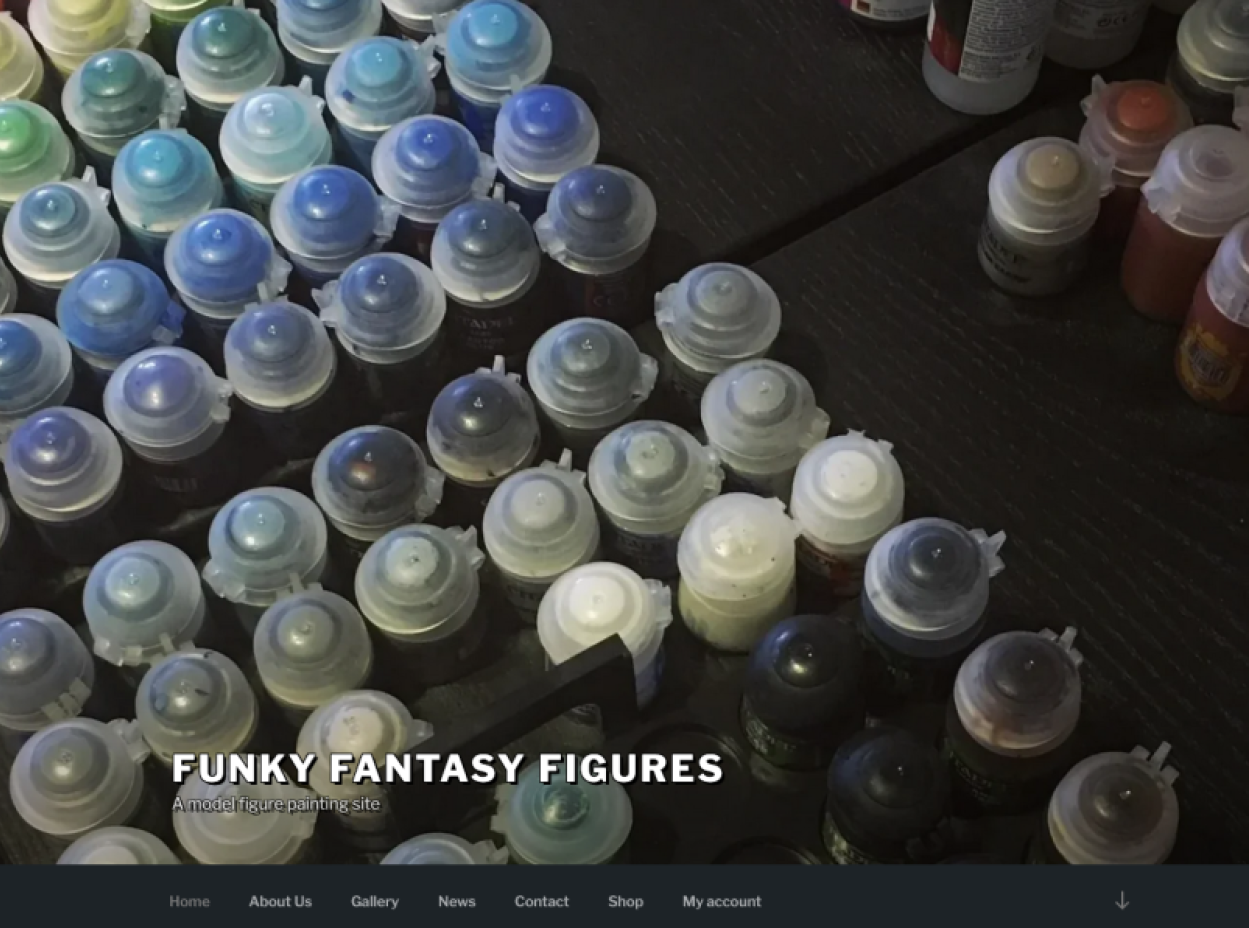 FUNKY FANTASY FIGURES
A model figure painting site
Home About Us Gallery News Contact Shop My account